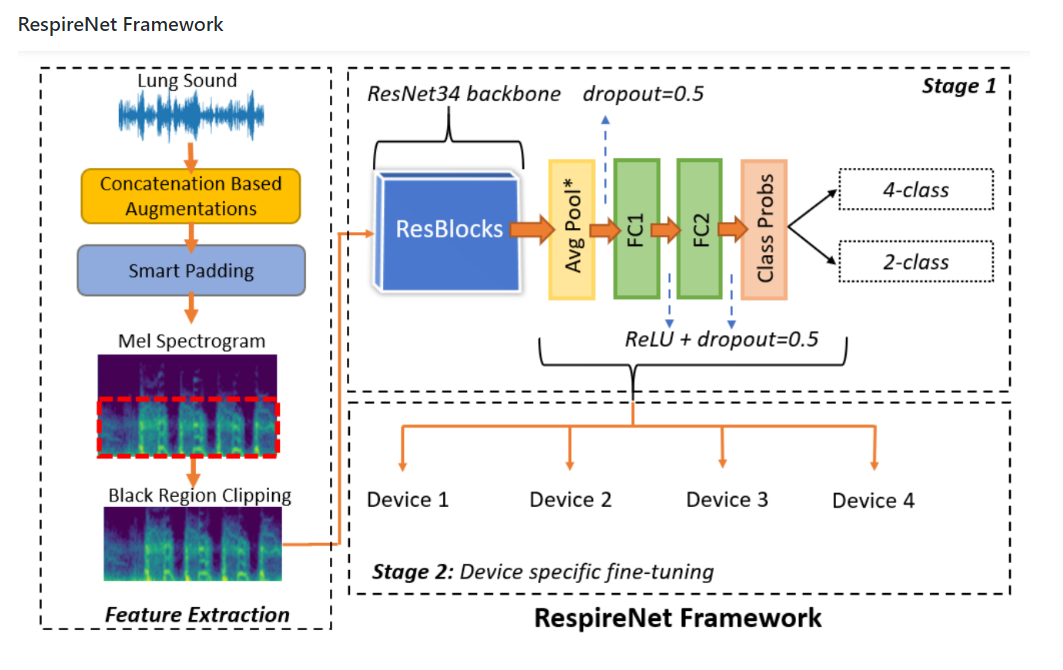 RespireNet Framework
Lung Sound
Concatenation Based
Augmentations
Smart Padding
Mel Spectrogram
Black Region Clipping
Feature Extraction
Stage 1
ResNet34 backbone
dropout=0.5
ResBlocks
Avg Pool*
FC1
FC2
Class Probs
4-class
2-class
ReLU + dropout=0.5
Device 1
Device 2
Device 3
Device 4
Stage 2: Device specific fine-tuning
RespireNet Framework